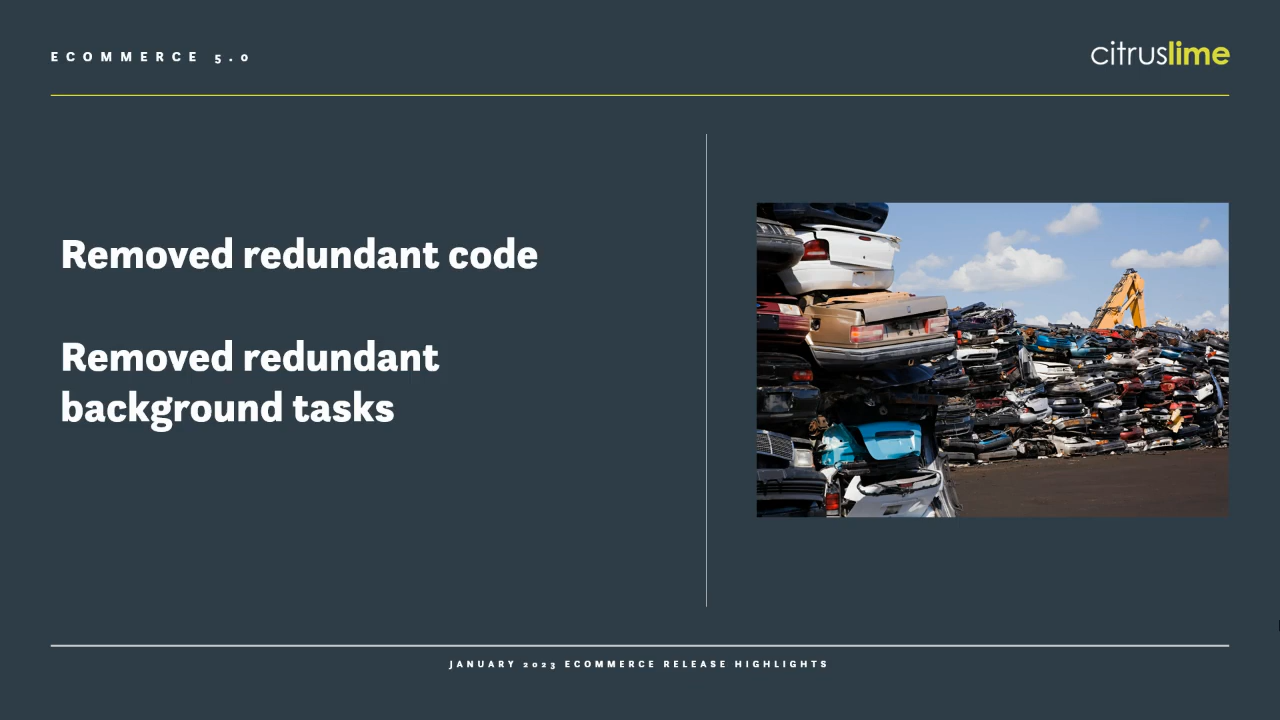 ECOMMERCE 5.0
citruslime
Removed redundant code
Removed redundant
background tasks
JANUARY 2023 ECOMMERCE RELEASE HIGHLIGHTS